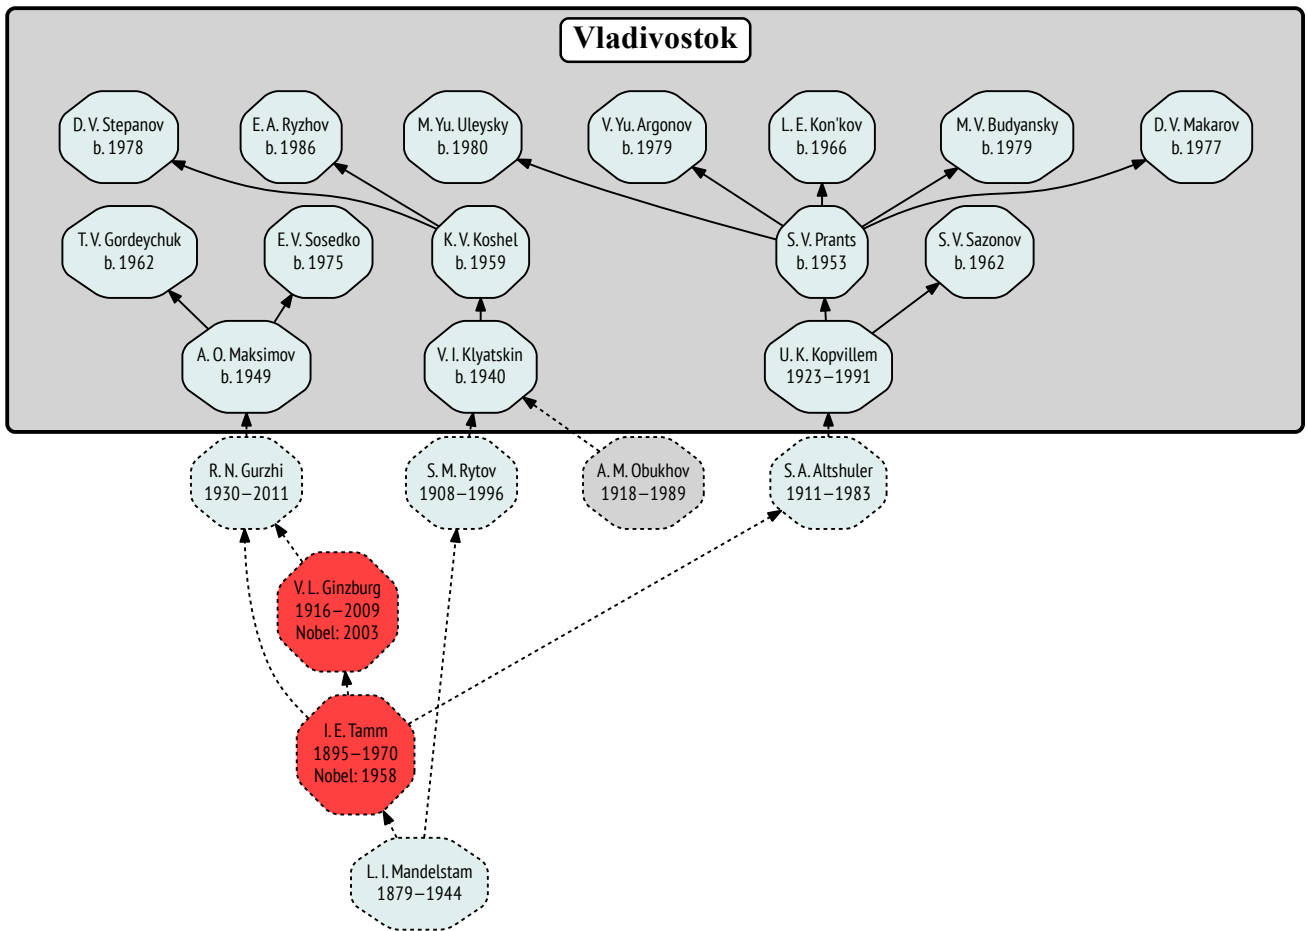 Vladivostok
D. V. Stepanov
b. 1978
E. A. Ryzhov
b. 1986
M. Yu. Uleysky
b. 1980
V. Yu. Argonov
b. 1979
L. E. Kon'kov
b. 1966
M. V. Budyansky
b. 1979
D. V. Makarov
b. 1977
T. V. Gordeychuk
b. 1962
E. V. Sosedko
b. 1975
K. V. Koshel
b. 1959
S. V. Prants
b. 1953
S. V. Sazonov
b. 1962
A. O. Maksimov
b. 1949
V. I. Klyatskin
b. 1940
U. K. Kopvillem
1923–1991
R. N. Gurzhi
1930–2011
S. M. Rytov
1908–1996
A. M. Obukhov
1918–1989
S. A. Altshuler
1911–1983
V. L. Ginzburg
1916–2009
Nobel: 2003
I. E. Tamm
1895–1970
Nobel: 1958
L. I. Mandelstam
1879–1944